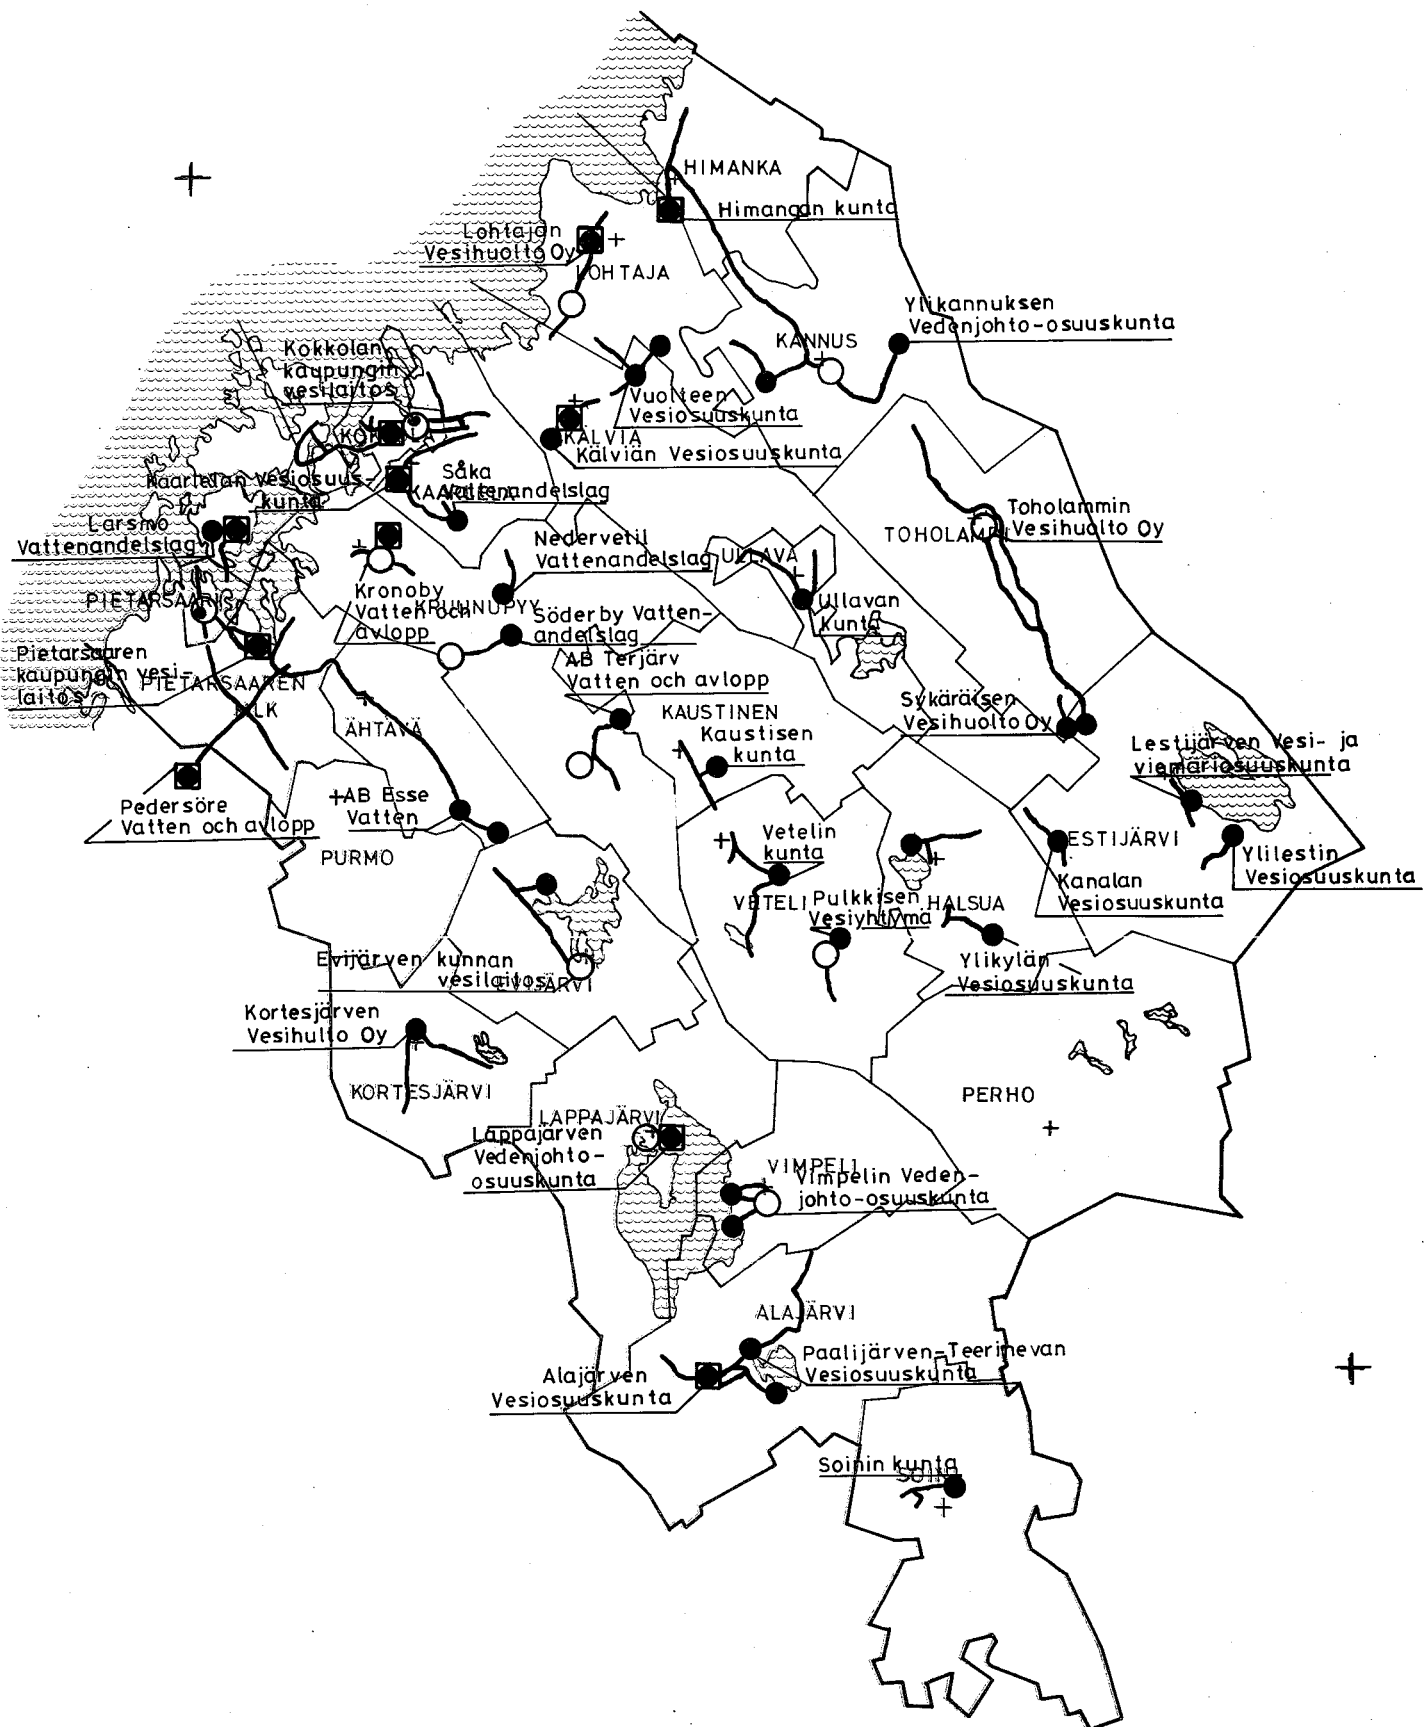 HIMANKA
Himangan kunta
Lohtajan
Vesihuolto Oy
LOHTAJA
Ylikannuksen
Vedenjohto-osuuskunta
KANNUS
Kokkolan
kaupungin
vesilaitos
KOKKOLA
Vuolteen
Vesiosuuskunta
KÄLVIÄ
Kälviän Vesiosuuskunta
Kaarlelan Vesiosuus-
kunta
KAARLELA
Såka
Vattenandelslag
Larsmo
Vattenandelslag
Nedervetil
Vattenandelslag
ULLAVA
Ullavan
kunta
TOHOLAMPI
Toholammin
Vesihuolto Oy
PIETARSAARI
Kronoby
Vatten och
avlopp
KRUUNUPYY
Söderby Vatten-
andelslag
Pietarsaaren
kaupungin vesi-
laitos
PIETARSAAREN
MLK
AB Terjärv
Vatten och avlopp
ÄHTÄVÄ
KAUSTINEN
Kaustisen
kunta
Sykäräisen
Vesihuolto Oy
Lestijärven Vesi- ja
viemäriosuuskunta
Pedersöre
Vatten och avlopp
AB Esse
Vatten
PURMO
Vetelin
kunta
LESTIJÄRVI
Ylilestin
Vesiosuuskunta
Kanalan
Vesiosuuskunta
VETELI
Pulkkisen
Vesiyhtymä
HALSUA
Ylikylän
Vesiosuuskunta
Evijärven kunnan
vesilaitos
EVIJÄRVI
Kortesjärven
Vesihulto Oy
KORTESJÄRVI
PERHO
LAPPAJÄRVI
Lappajärven
Vedenjohto-
osuuskunta
VIMPELI
Vimpelin Veden-
johto-osuuskunta
ALAJÄRVI
Paalijärven-Teerinevan
Vesiosuuskunta
Alajärven
Vesiosuuskunta
Soinin kunta
SOINI